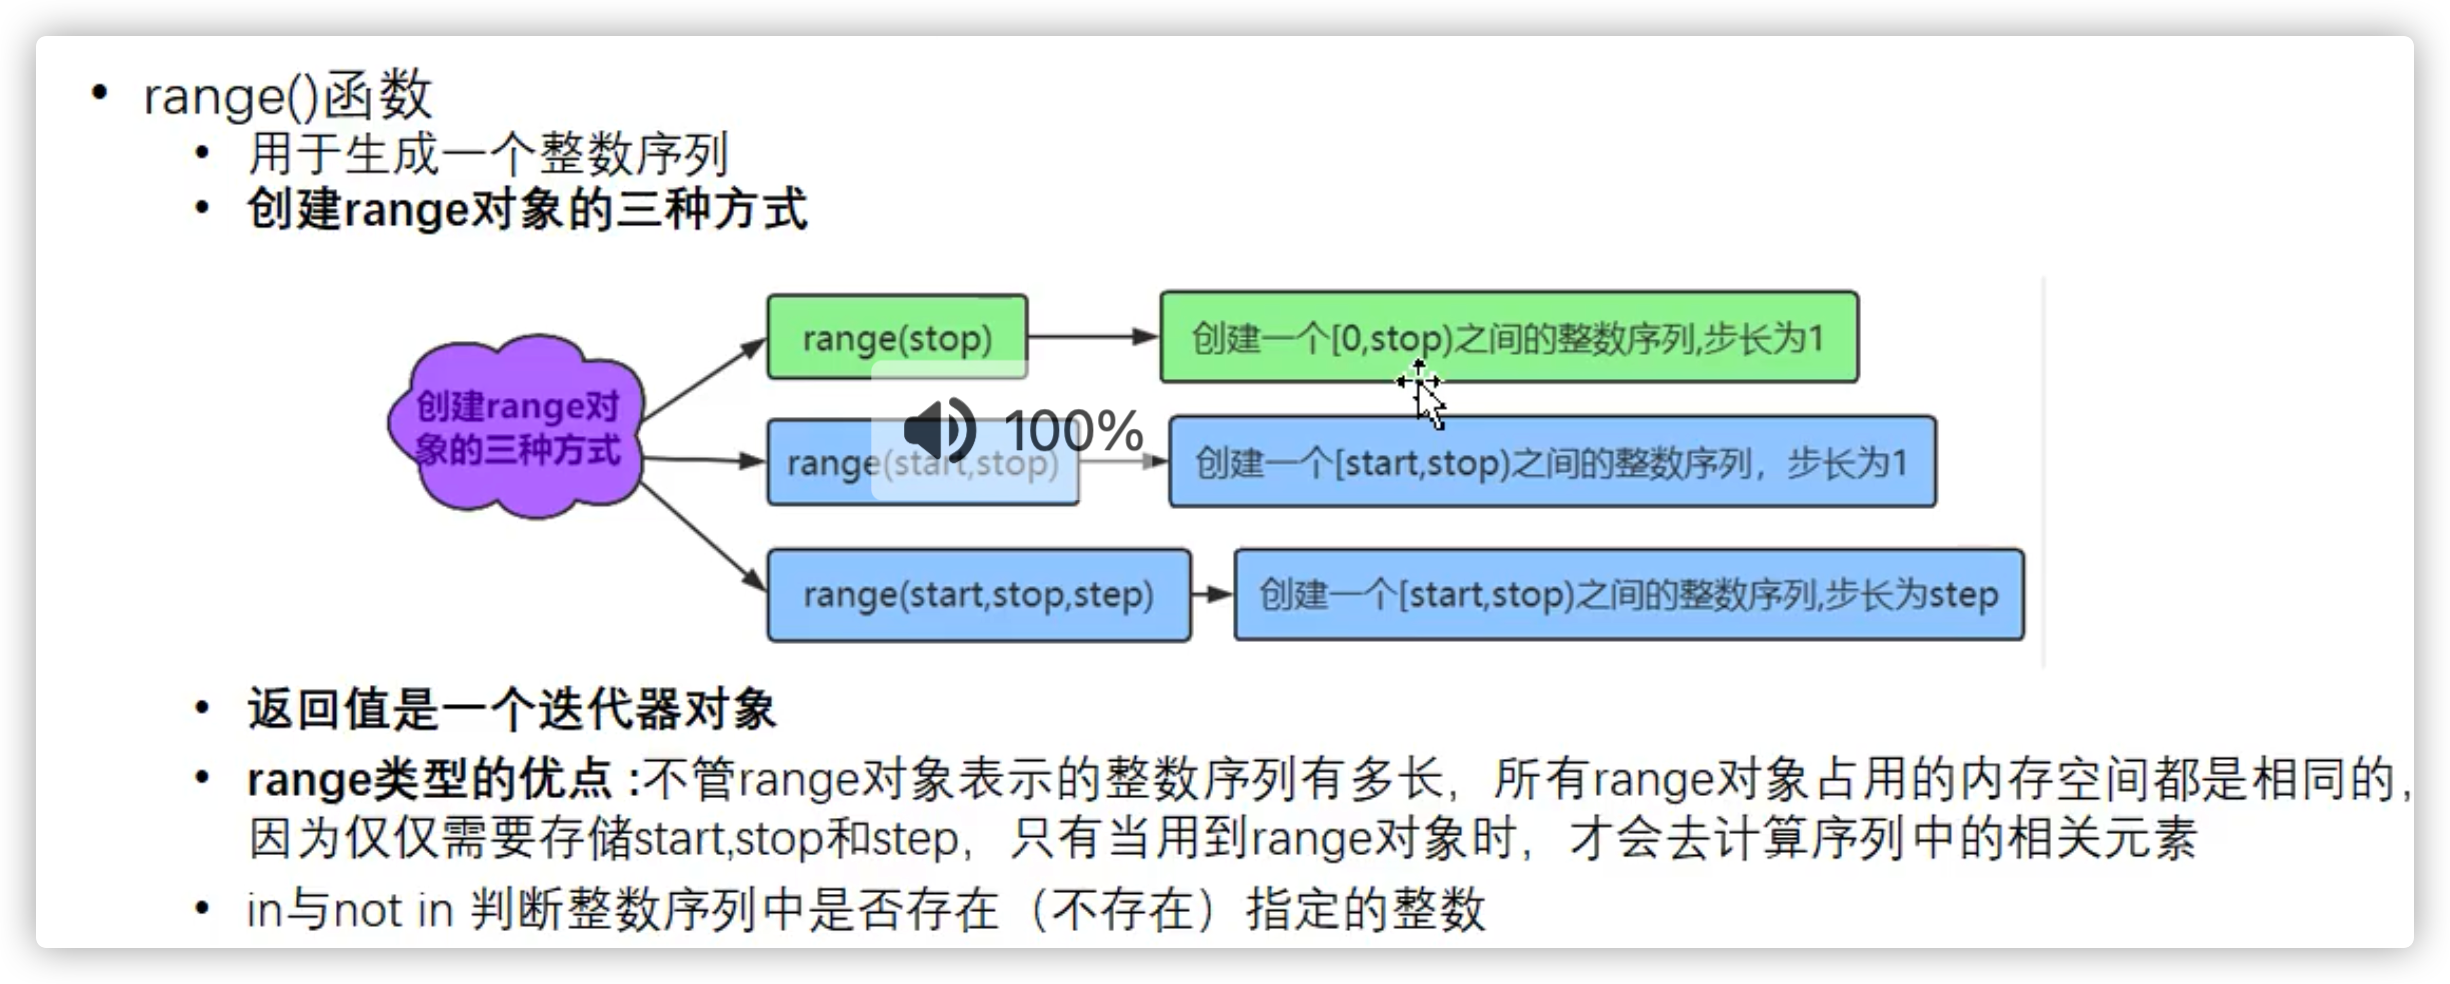 range()函数
用于生成一个整数序列
创建range对象的三种方式
创建range对
象的三种方式
range(stop)
创建一个[0,stop)之间的整数序列,步长为1
100%
range(start,stop)
创建一个[start,stop)之间的整数序列，步长为1
range(start,stop,step)
创建一个[start,stop)之间的整数序列,步长为step
返回值是一个迭代器对象
range类型的优点 :不管range对象表示的整数序列有多长，所有range对象占用的内存空间都是相同的，
因为仅仅需要存储start,stop和step，只有当用到range对象时，才会去计算序列中的相关元素
in与not in 判断整数序列中是否存在（不存在）指定的整数